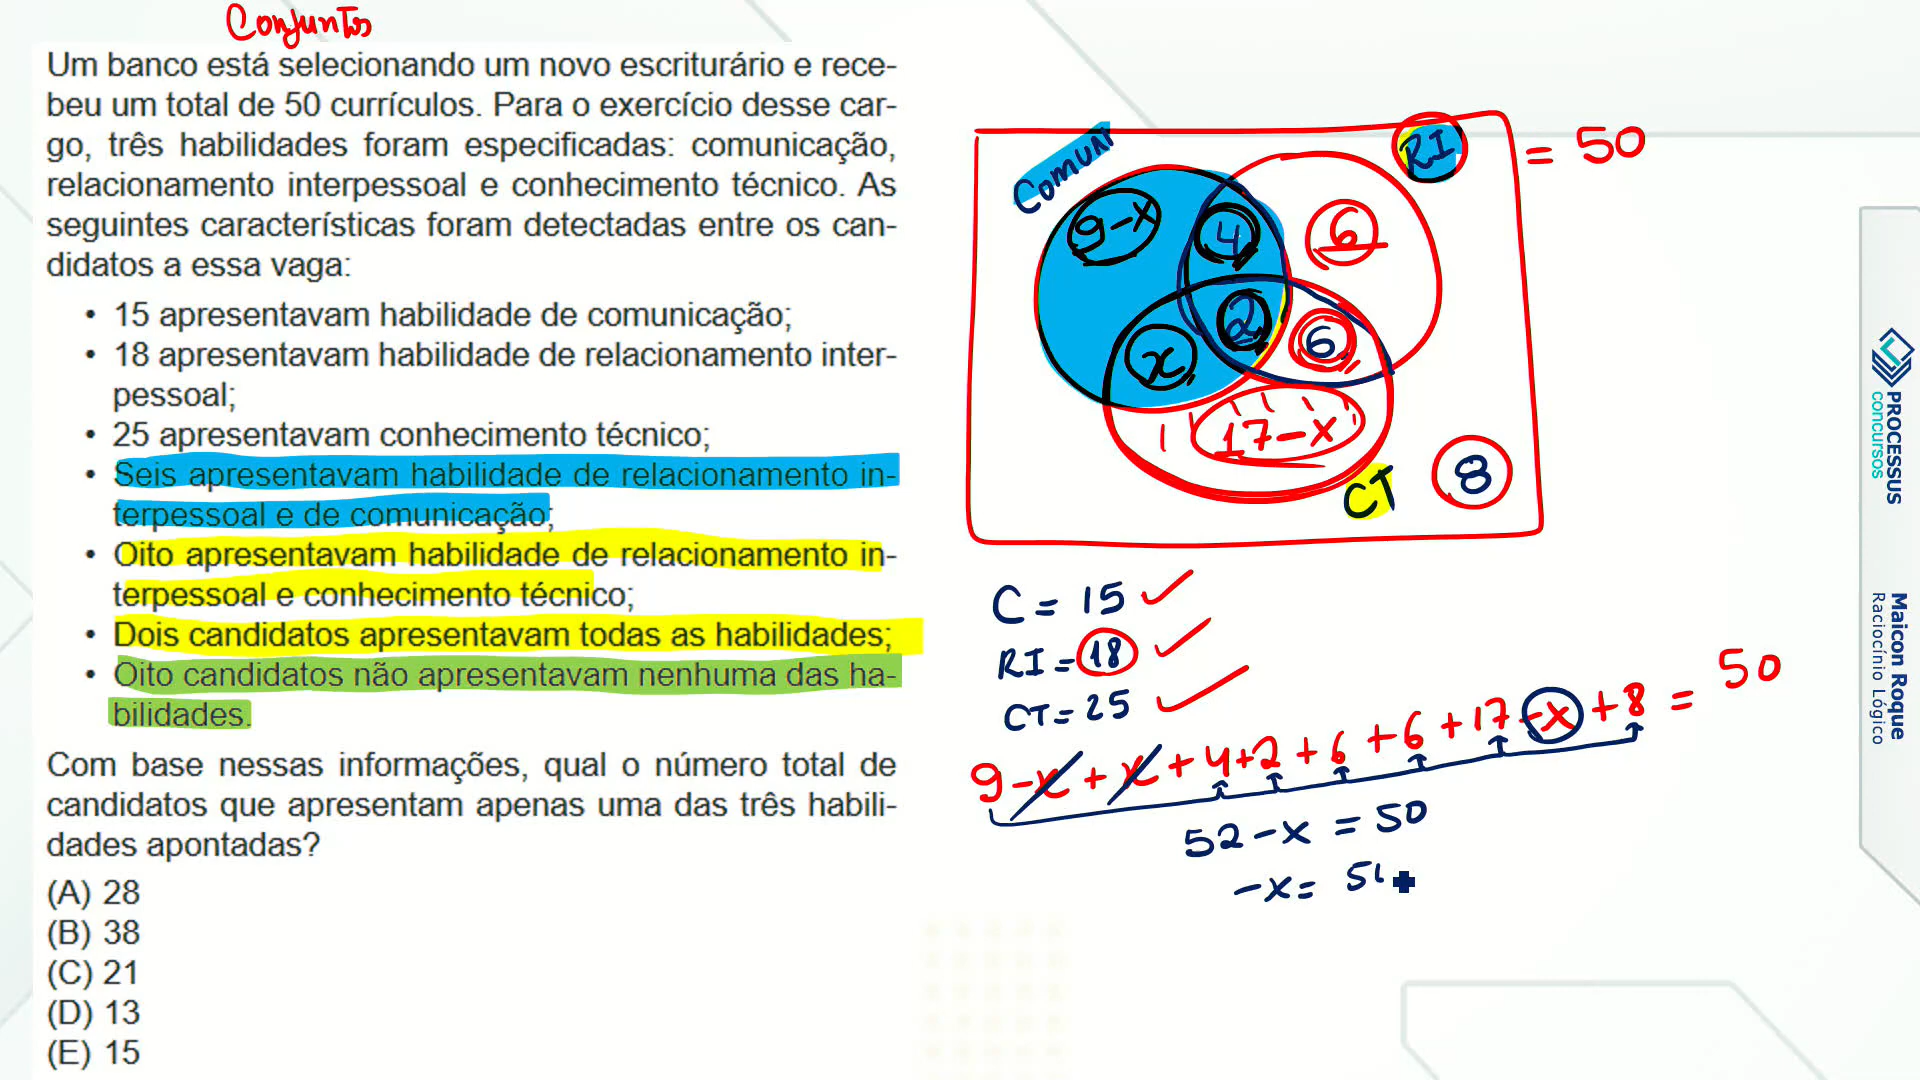 Conjuntos
Um banco está selecionando um novo escriturário e rece-
beu um total de 50 currículos. Para o exercício desse car-
go, três habilidades foram especificadas: comunicação,
relacionamento interpessoal e conhecimento técnico. As
seguintes características foram detectadas entre os can-
didatos a essa vaga:
• 15 apresentavam habilidade de comunicação;
• 18 apresentavam habilidade de relacionamento inter-
pessoal;
• 25 apresentavam conhecimento técnico;
• Seis apresentavam habilidade de relacionamento in-
terpessoal e de comunicação;
• Oito apresentavam habilidade de relacionamento in-
terpessoal e conhecimento técnico;
• Dois candidatos apresentavam todas as habilidades;
• Oito candidatos não apresentavam nenhuma das ha-
bilidades.
Com base nessas informações, qual o número total de
candidatos que apresentam apenas uma das três habili-
dades apontadas?
(A) 28
(B) 38
(C) 21
(D) 13
(E) 15
Comuni
RI
= 50
9-x
4
6
2
x
6
17-x
CT
8
C = 15
RI = 18
CT = 25
9-x + x + 4+2 + 6 + 6 + 17 -x + 8 = 50
52 - x = 50
-x = 5
PROCESSUS
concursos
Maicon Roque
Raciocínio Lógico